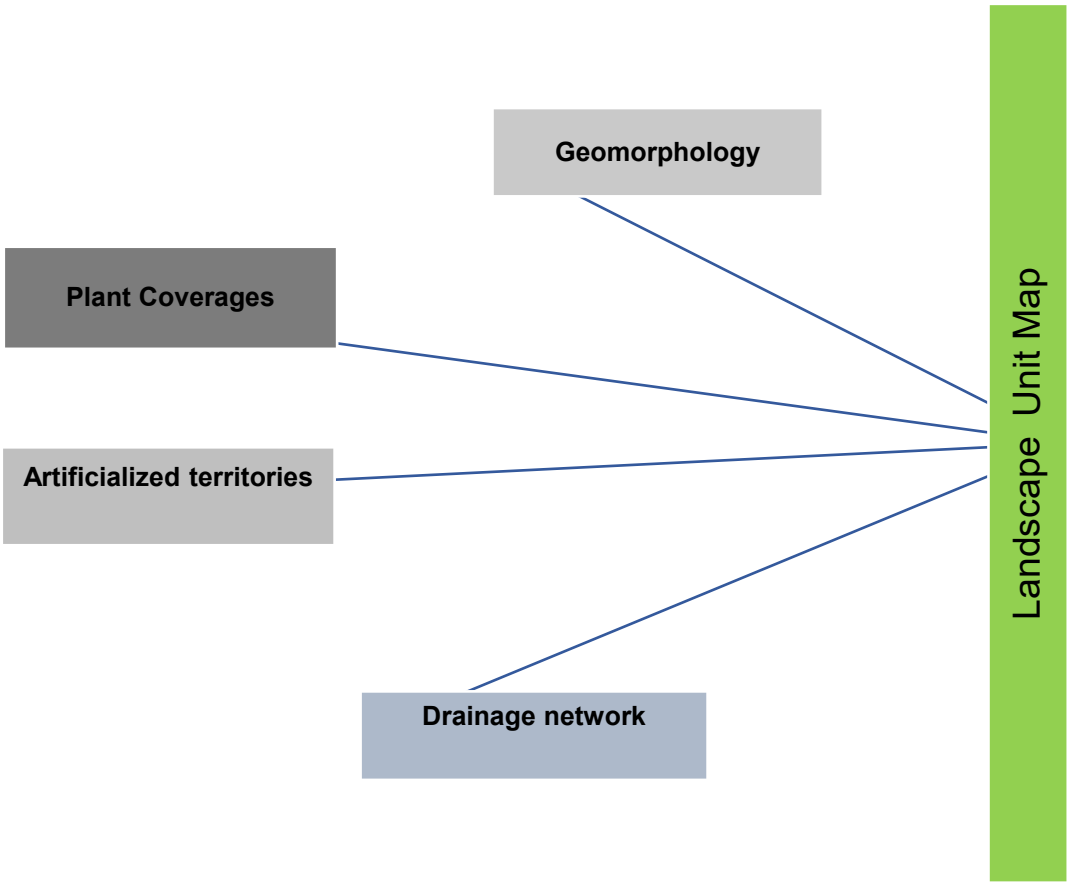 Geomorphology
Plant Coverages
Artificialized territories
Drainage network
Landscape Unit Map